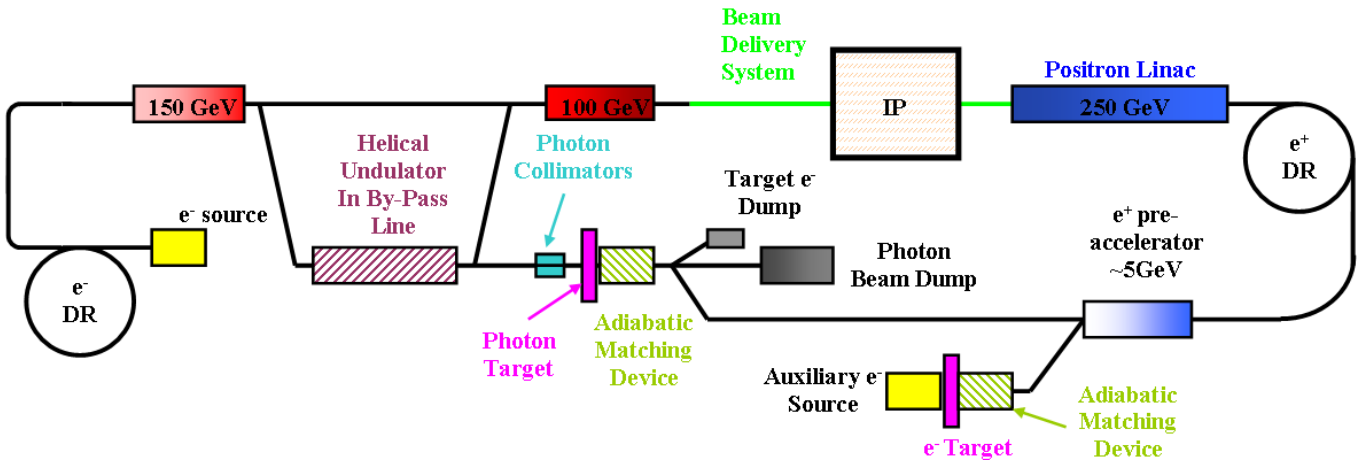 Beam
Delivery
System
150 GeV
100 GeV
IP
Positron Linac
250 GeV
Helical
Undulator
In By-Pass
Line
Photon
Collimators
Target e-
Dump
e+
DR
e- source
e+ pre-
accelerator
~5GeV
Photon
Beam Dump
e-
DR
Photon
Target
Adiabatic
Matching
Device
Auxiliary e-
Source
Adiabatic
Matching
Device
e- Target